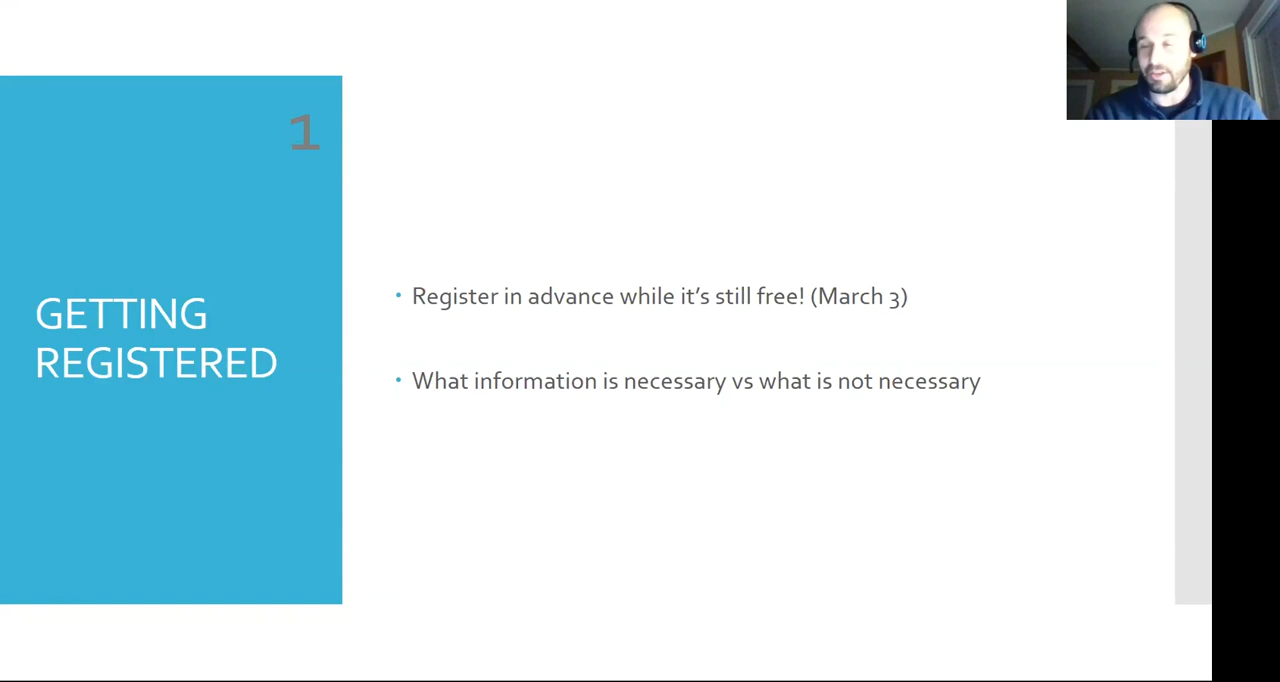 1
GETTING
REGISTERED
• Register in advance while it’s still free! (March 3)
• What information is necessary vs what is not necessary